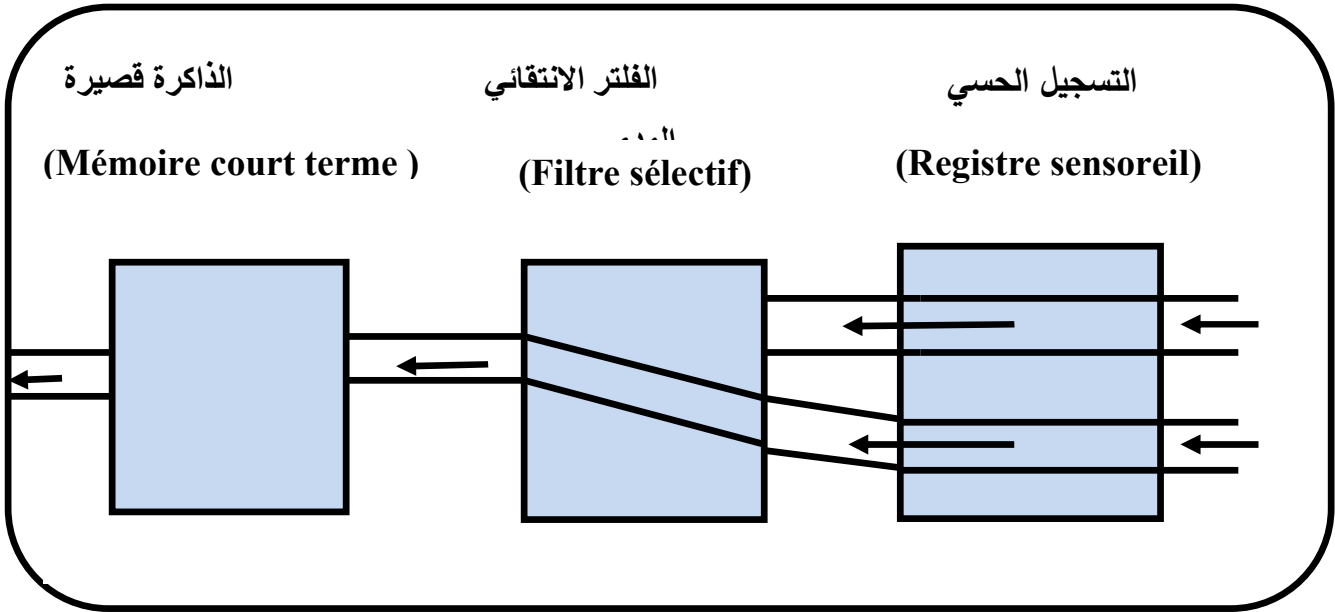 التسجيل الحسي
(Registre sensoreil)
الفلتر الانتقائي
(Filtre sélectif)
الذاكرة قصيرة
(Mémoire court terme )